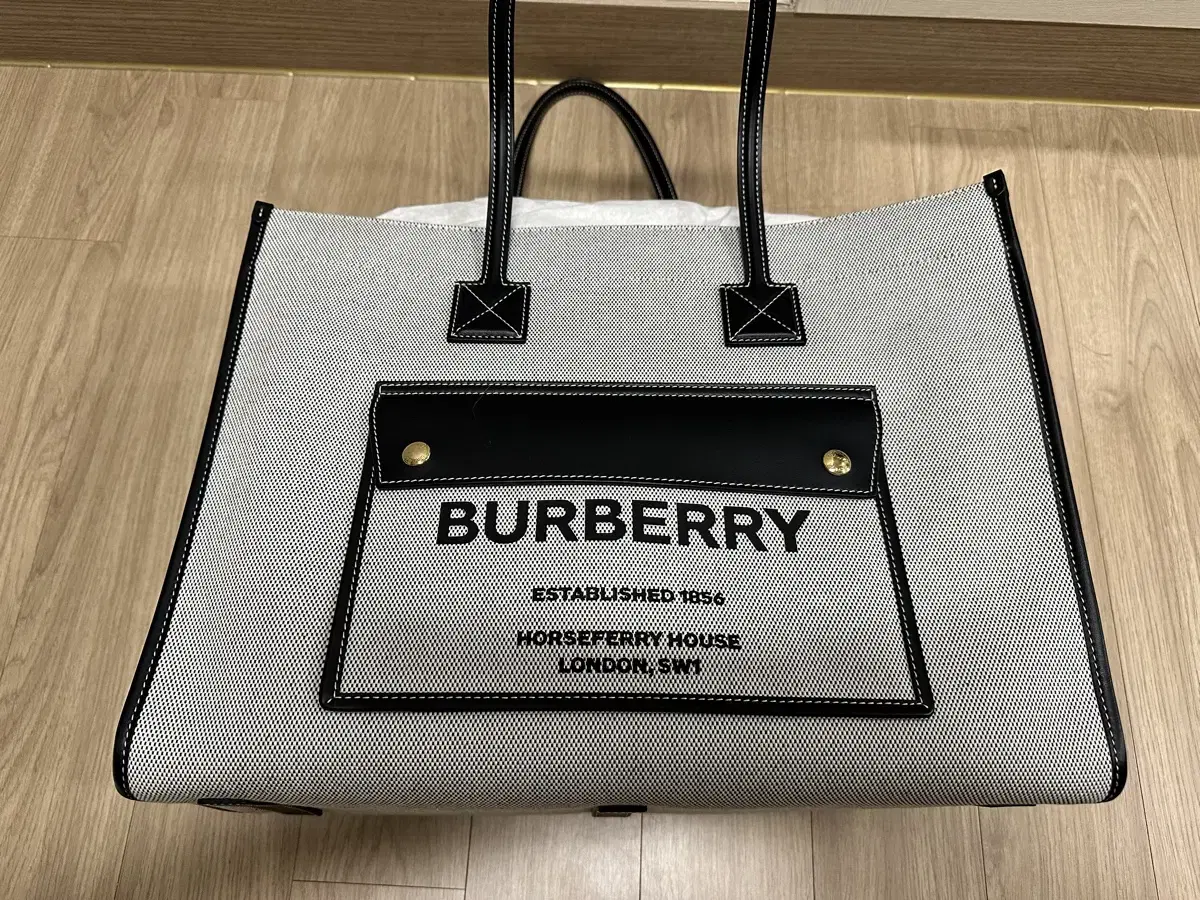 BURBERRY
ESTABLISHED 1856
HORSEFERRY HOUSE
LONDON, SW1